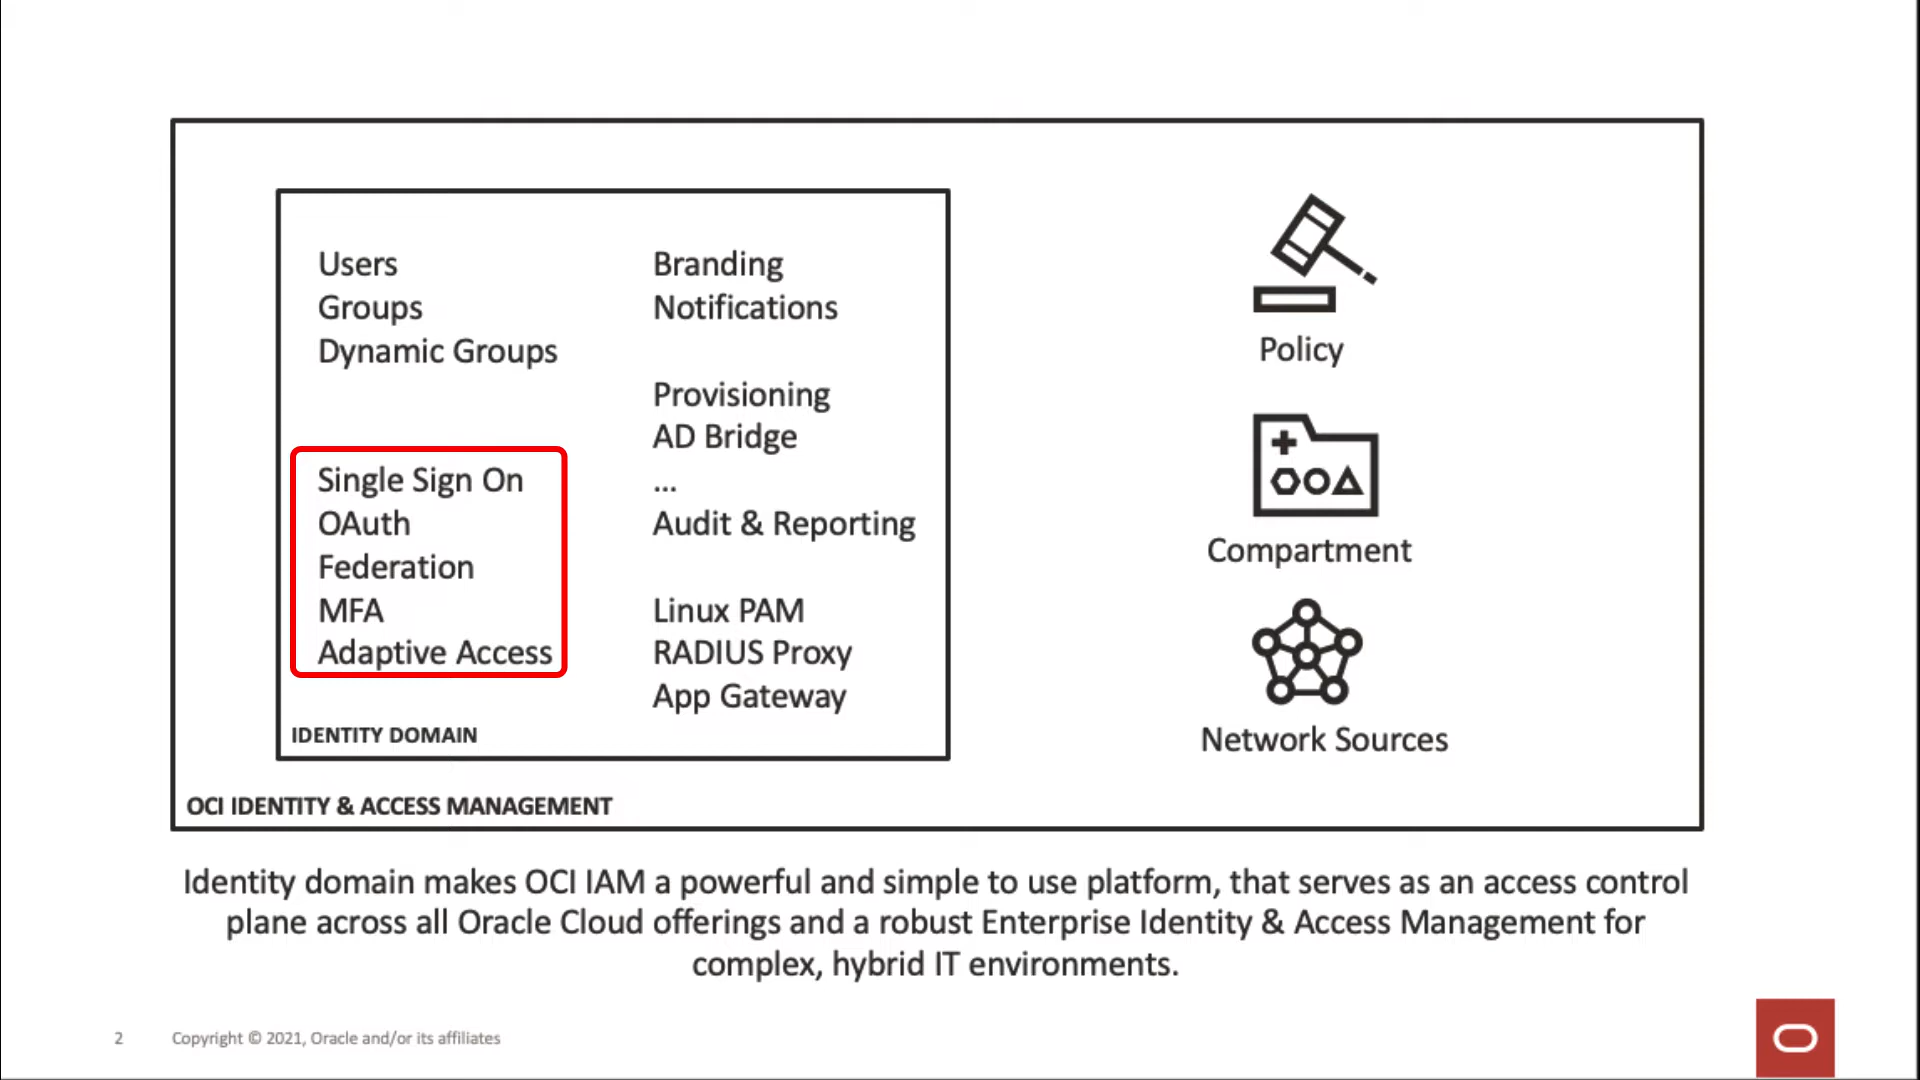 Users
Groups
Dynamic Groups
Single Sign On
OAuth
Federation
MFA
Adaptive Access
Branding
Notifications
Provisioning
AD Bridge
...
Audit & Reporting
Linux PAM
RADIUS Proxy
App Gateway
IDENTITY DOMAIN
Policy
Compartment
Network Sources
OCI IDENTITY & ACCESS MANAGEMENT
Identity domain makes OCI IAM a powerful and simple to use platform, that serves as an access control
plane across all Oracle Cloud offerings and a robust Enterprise Identity & Access Management for
complex, hybrid IT environments.
2 Copyright © 2021, Oracle and/or its affiliates